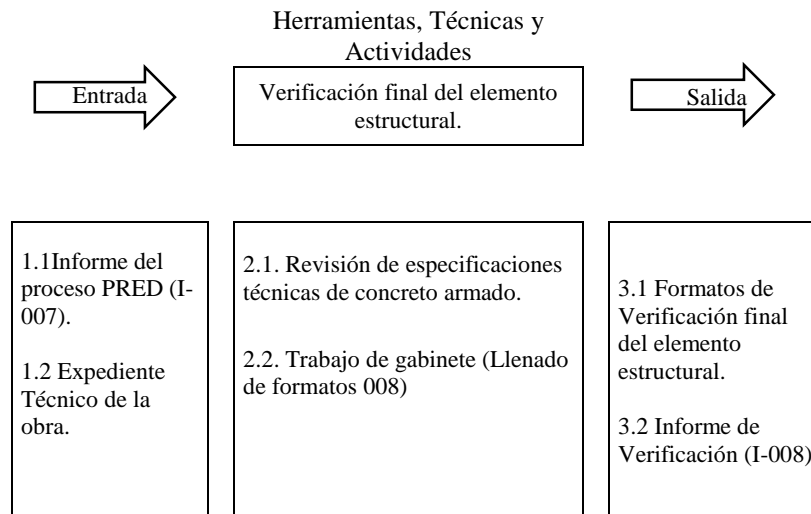 Herramientas, Técnicas y
Actividades
Entrada
Verificación final del elemento
estructural.
Salida
1.1Informe del
proceso PRED (I-
007).
1.2 Expediente
Técnico de la
obra.
2.1. Revisión de especificaciones
técnicas de concreto armado.
2.2. Trabajo de gabinete (Llenado
de formatos 008)
3.1 Formatos de
Verificación final
del elemento
estructural.
3.2 Informe de
Verificación (I-008)